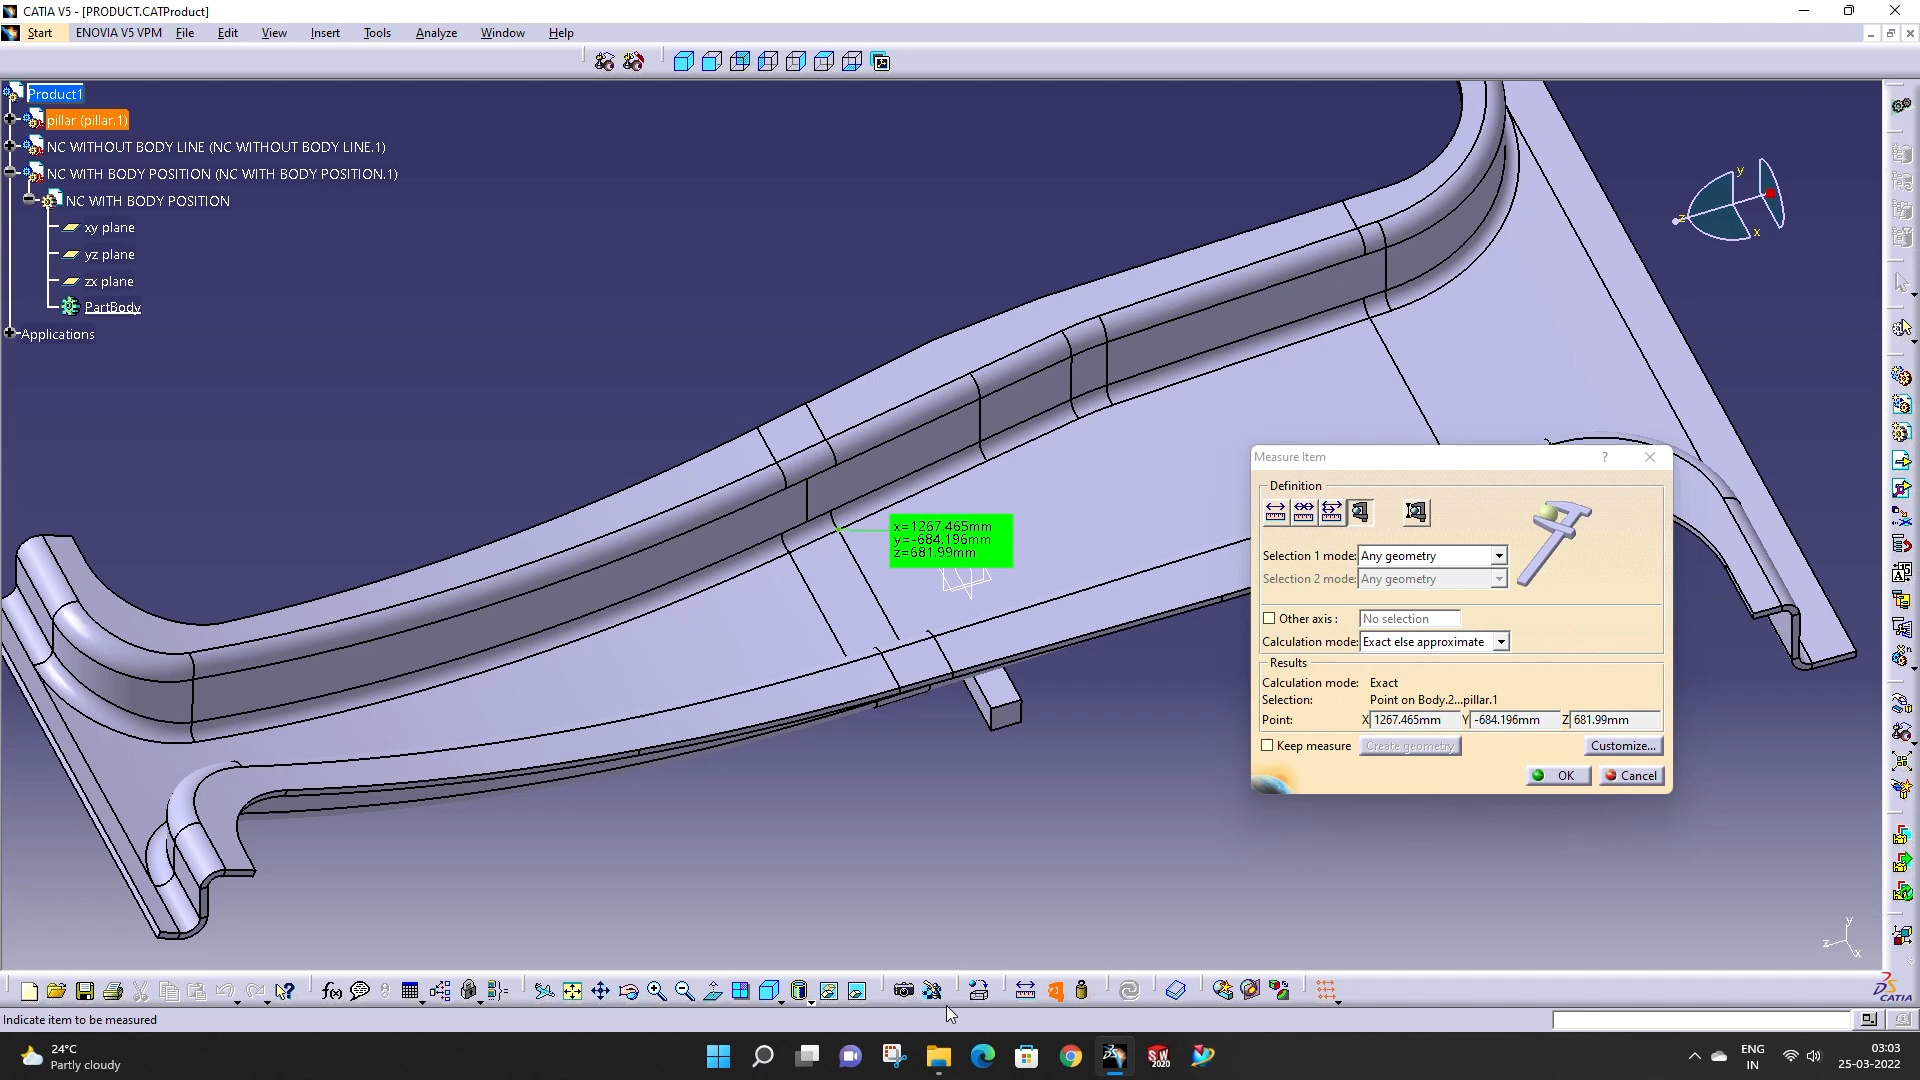 CATIA V5 - [PRODUCT.CATProduct]
Start ENOVIA V5 VPM File Edit View Insert Tools Analyze Window Help
Product1
pillar (pillar.1)
NC WITHOUT BODY LINE (NC WITHOUT BODY LINE.1)
NC WITH BODY POSITION (NC WITH BODY POSITION.1)
NC WITH BODY POSITION
xy plane
yz plane
zx plane
PartBody
Applications
y
z
x
x=1267.465mm
y=-684.196mm
z=681.99mm
Measure Item ?
Definition
Selection 1 mode: Any geometry
Selection 2 mode: Any geometry
Other axis : No selection
Calculation mode: Exact else approximate
Results
Calculation mode: Exact
Selection: Point on Body.2...pillar.1
Point: X 1267.465mm Y -684.196mm Z 681.99mm
Keep measure Create geometry Customize...
OK Cancel
y
z
x
f(x)
CATIA
Indicate item to be measured
24°C
Partly cloudy
SW
2020
ENG
IN
03:03
25-03-2022